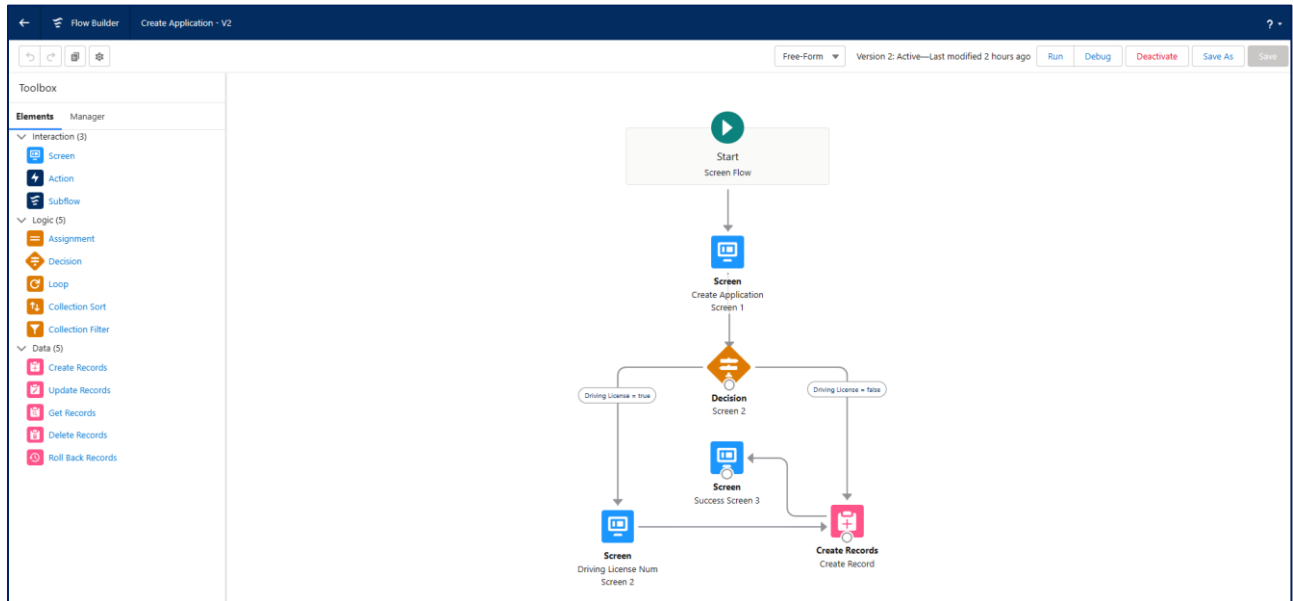 Flow Builder Create Application - V2
? 
Free-Form Version 2: Active—Last modified 2 hours ago Run Debug Deactivate Save As Save
Toolbox
Elements Manager
Interaction (3)
Screen
Action
Subflow
Logic (5)
Assignment
Decision
Loop
Collection Sort
Collection Filter
Data (5)
Create Records
Update Records
Get Records
Delete Records
Roll Back Records
Start
Screen Flow
Screen
Create Application
Screen 1
Driving License = true
Driving License = false
Decision
Screen 2
Screen
Success Screen 3
Screen
Driving License Num
Screen 2
Create Records
Create Record